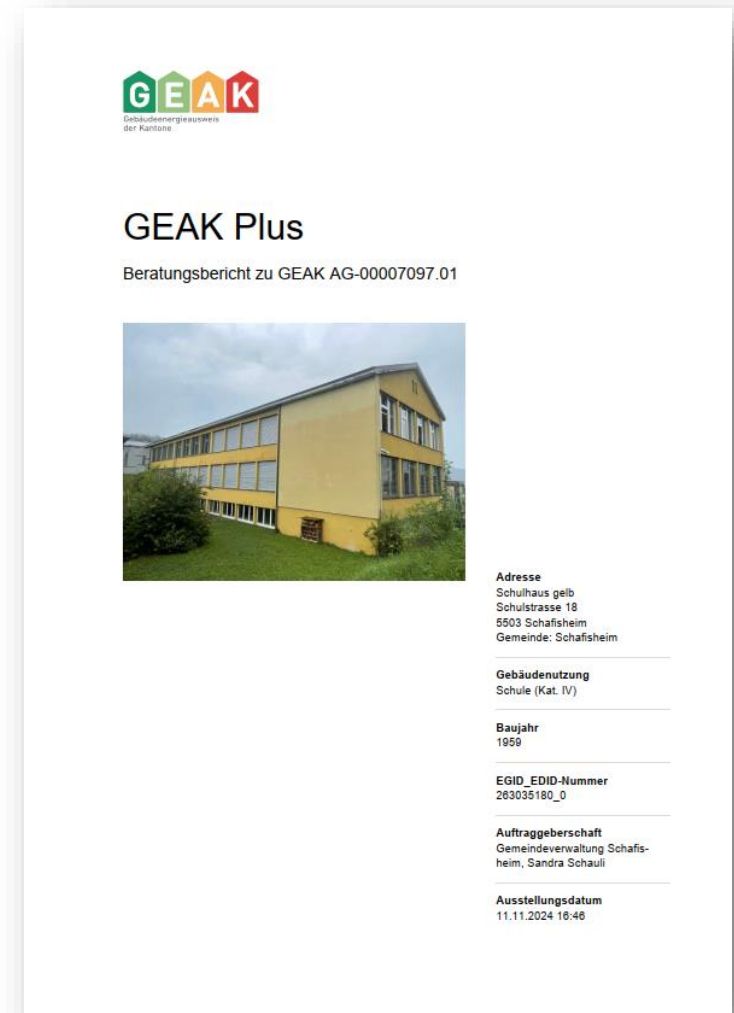 GEAK
Gebäudeenergieausweis
der Kantone
GEAK Plus
Beratungsbericht zu GEAK AG-00007097.01
Adresse
Schulhaus gelb
Schulstrasse 18
5503 Schafisheim
Gemeinde: Schafisheim
Gebäudenutzung
Schule (Kat. IV)
Baujahr
1959
EGID_EDID-Nummer
263035180_0
Auftraggeberschaft
Gemeindeverwaltung Schafis-
heim, Sandra Schauli
Ausstellungsdatum
11.11.2024 16:46